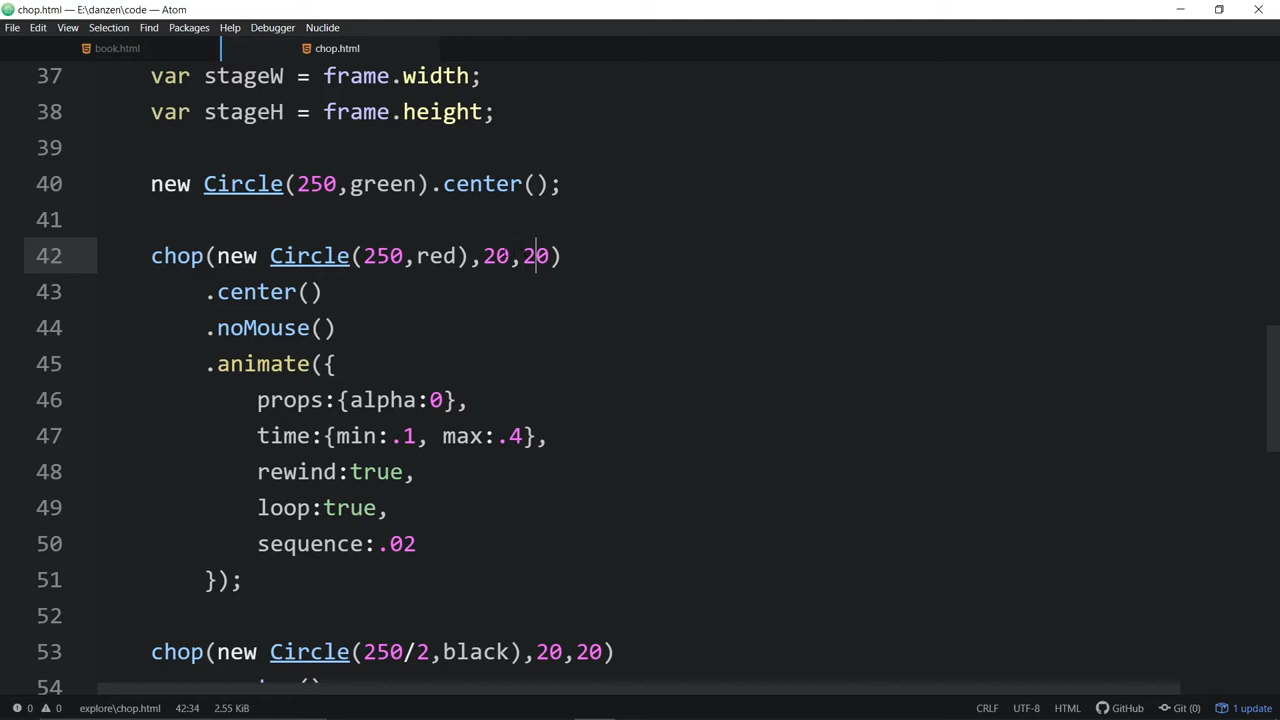 chop.html — E:\danzen\code — Atom
File Edit View Selection Find Packages Help Debugger Nuclide
book.html chop.html
37 var stageW = frame.width;
38 var stageH = frame.height;
39
40 new Circle(250,green).center();
41
42 chop(new Circle(250,red),20,20)
43 .center()
44 .noMouse()
45 .animate({
46 props:{alpha:0},
47 time:{min:.1, max:.4},
48 rewind:true,
49 loop:true,
50 sequence:.02
51 });
52
53 chop(new Circle(250/2,black),20,20)
54
0 0 explore\chop.html 42:34 2.55 KiB CRLF UTF-8 HTML GitHub Git (0) 1 update